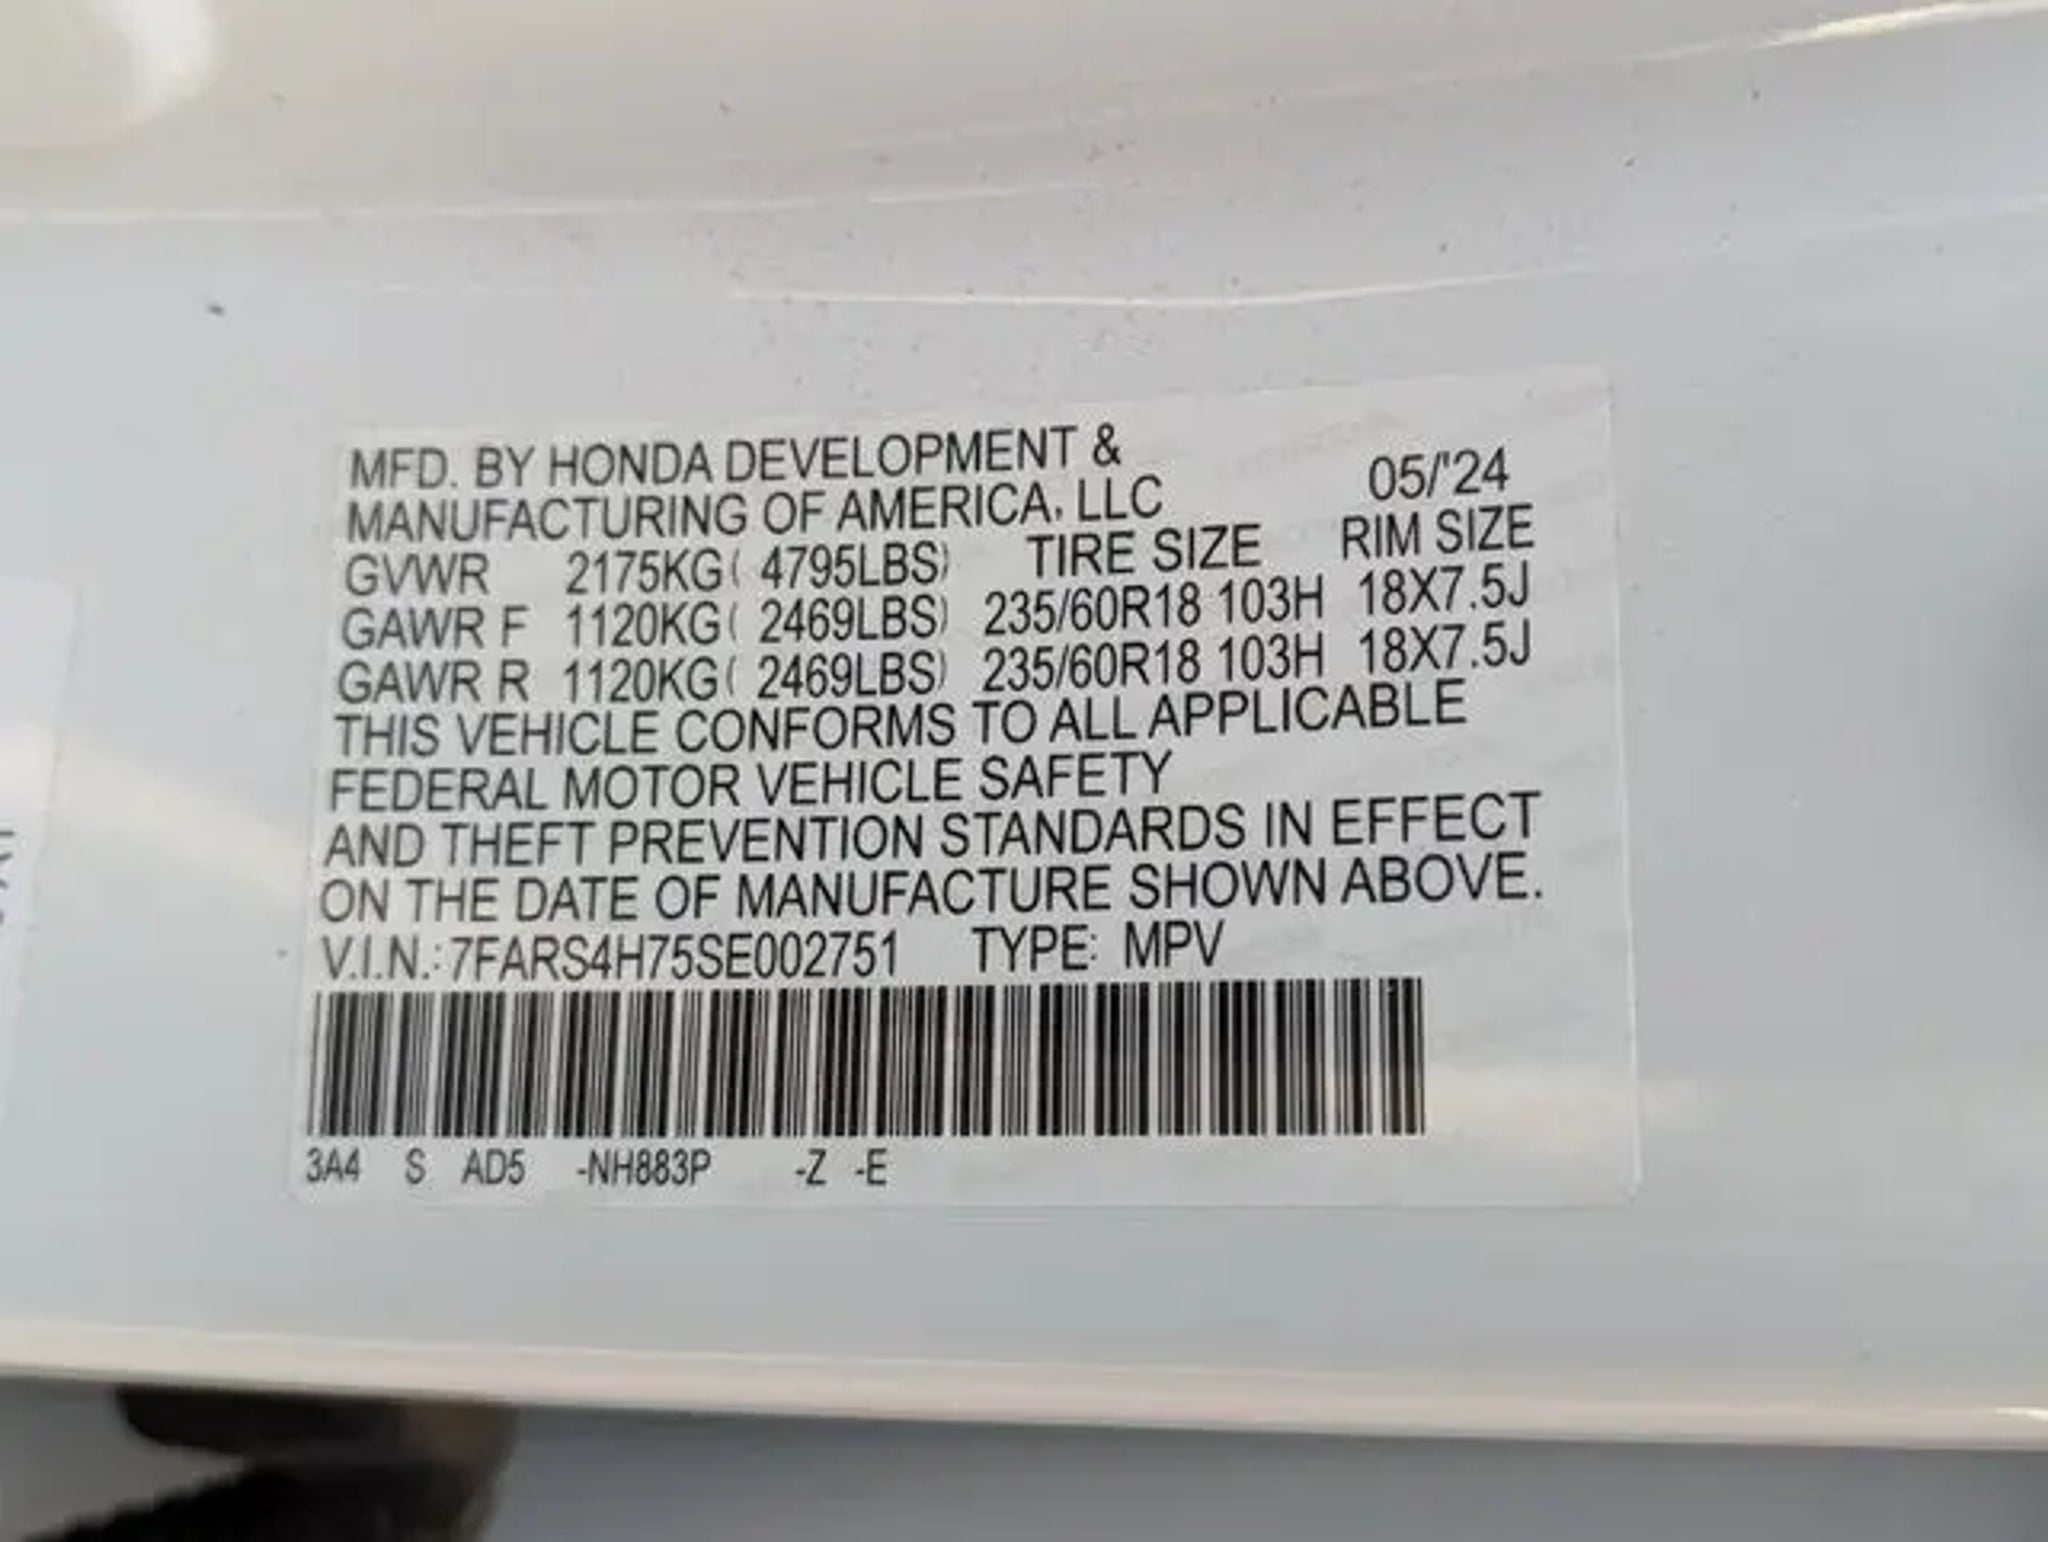 MFD. BY HONDA DEVELOPMENT & 05/'24
MANUFACTURING OF AMERICA, LLC
GVWR 2175KG( 4795LBS) TIRE SIZE RIM SIZE
GAWR F 1120KG( 2469LBS) 235/60R18 103H 18X7.5J
GAWR R 1120KG( 2469LBS) 235/60R18 103H 18X7.5J
THIS VEHICLE CONFORMS TO ALL APPLICABLE
FEDERAL MOTOR VEHICLE SAFETY
AND THEFT PREVENTION STANDARDS IN EFFECT
ON THE DATE OF MANUFACTURE SHOWN ABOVE.
V.I.N.: 7FARS4H75SE002751 TYPE: MPV
3A4 S AD5 -NH883P -Z -E